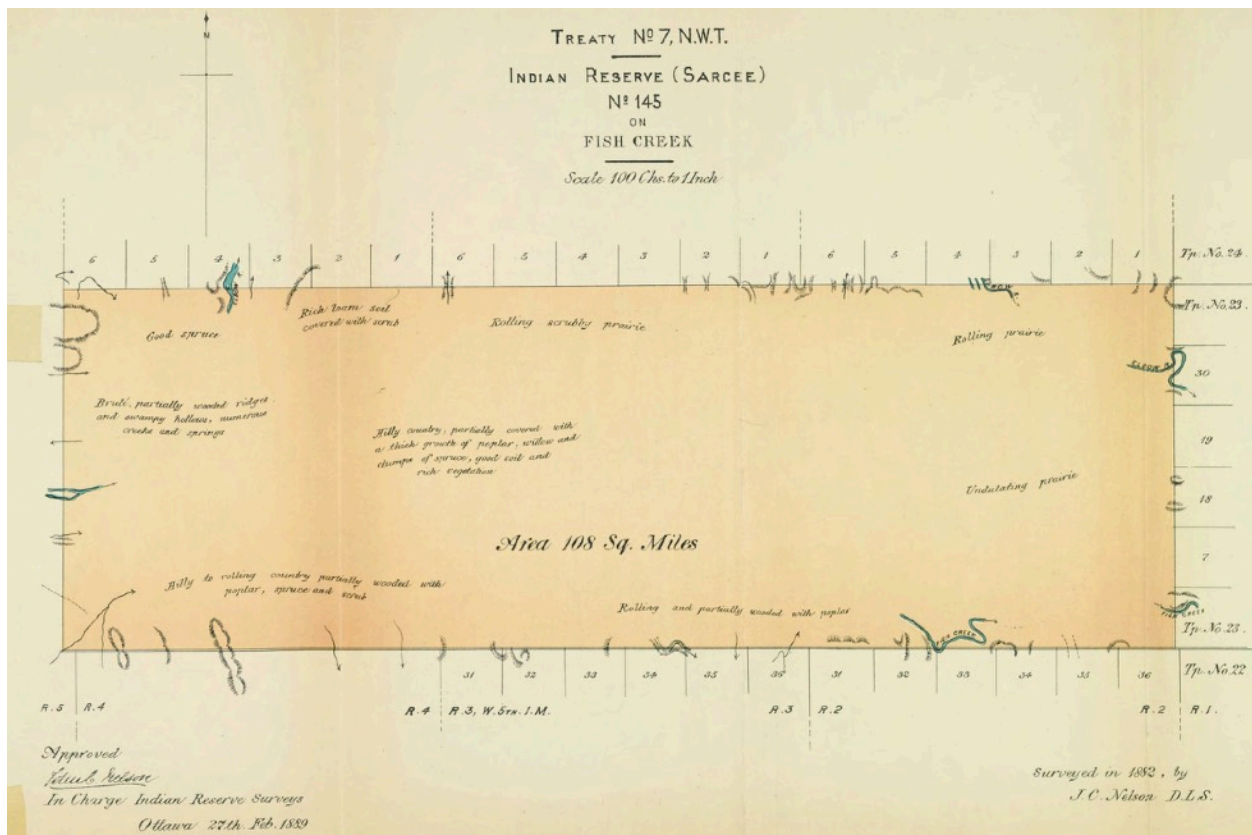 N
TREATY Nº 7, N.W.T.
INDIAN RESERVE (SARCEE)
Nº 145
ON
FISH CREEK
Scale 100 Chs. to 1 Inch
6 5 4 3 2 1 6 5 4 3 2 1 6 5 4 3 2 1 Tp. No. 24
Tp. No. 23
Good spruce
Rich loam soil
covered with scrub
Rolling scrubby prairie
Rolling prairie
ELBOW R.
30
Brulé, partially wooded ridges
and swampy hollows, numerous
creeks and springs
Hilly country, partially covered with
a thick growth of poplar, willow and
clumps of spruce, good soil and
rich vegetation
19
Undulating prairie
18
Area 108 Sq. Miles
7
Hilly to rolling country partially wooded with
poplar, spruce and scrub
Rolling and partially wooded with poplar
FISH CREEK
FISH CREEK
Tp. No. 23
31 32 33 34 35 36 31 32 33 34 35 36 Tp. No. 22
R.5 R.4 R.4 R.3, W. 5TH. I.M. R.3 R.2 R.2 R.1.
Approved
John C Nelson
In Charge Indian Reserve Surveys
Ottawa 27th. Feb. 1889
Surveyed in 1882, by
J.C. Nelson D.L.S.